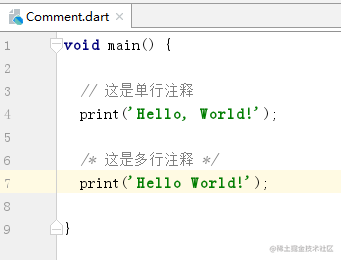 Comment.dart
1 void main() {
2
3 // 这是单行注释
4 print('Hello, World!');
5
6 /* 这是多行注释 */
7 print('Hello World!');
8
9 }
@稀土掘金技术社区